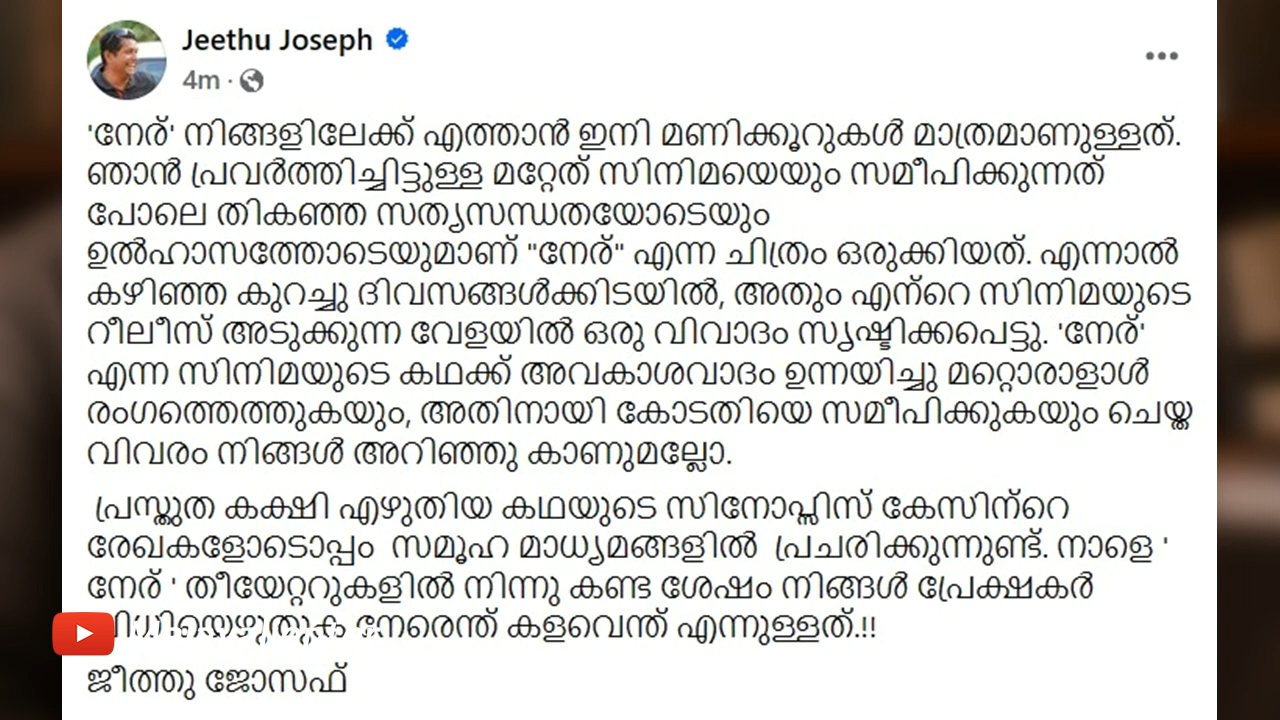 Jeethu Joseph
4m ·
'നേര്' നിങ്ങളിലേക്ക് എത്താൻ ഇനി മണിക്കൂറുകൾ മാത്രമാണുള്ളത്.
ഞാൻ പ്രവർത്തിച്ചിട്ടുള്ള മറ്റേത് സിനിമയെയും സമീപിക്കുന്നത്
പോലെ തികഞ്ഞ സത്യസന്ധതയോടെയും
ഉൽഹാസത്തോടെയുമാണ് "നേര്" എന്ന ചിത്രം ഒരുക്കിയത്. എന്നാൽ
കഴിഞ്ഞ കുറച്ചു ദിവസങ്ങൾക്കിടയിൽ, അതും എന്റെ സിനിമയുടെ
റീലീസ് അടുക്കുന്ന വേളയിൽ ഒരു വിവാദം സൃഷ്ടിക്കപെട്ടു. 'നേര്'
എന്ന സിനിമയുടെ കഥക്ക് അവകാശവാദം ഉന്നയിച്ചു മറ്റൊരാളാൾ
രംഗത്തെത്തുകയും, അതിനായി കോടതിയെ സമീപിക്കുകയും ചെയ്ത
വിവരം നിങ്ങൾ അറിഞ്ഞു കാണുമല്ലോ.
പ്രസ്തുത കക്ഷി എഴുതിയ കഥയുടെ സിനോപ്സിസ് കേസിന്റെ
രേഖകളോടൊപ്പം സമൂഹ മാധ്യമങ്ങളിൽ പ്രചരിക്കുന്നുണ്ട്. നാളെ '
നേര് ' തീയേറ്ററുകളിൽ നിന്നു കണ്ട ശേഷം നിങ്ങൾ പ്രേക്ഷകർ
വിധിയെഴുതുക നേരെന്ത് കളവെന്ത് എന്നുള്ളത്.!!
ജീത്തു ജോസഫ്